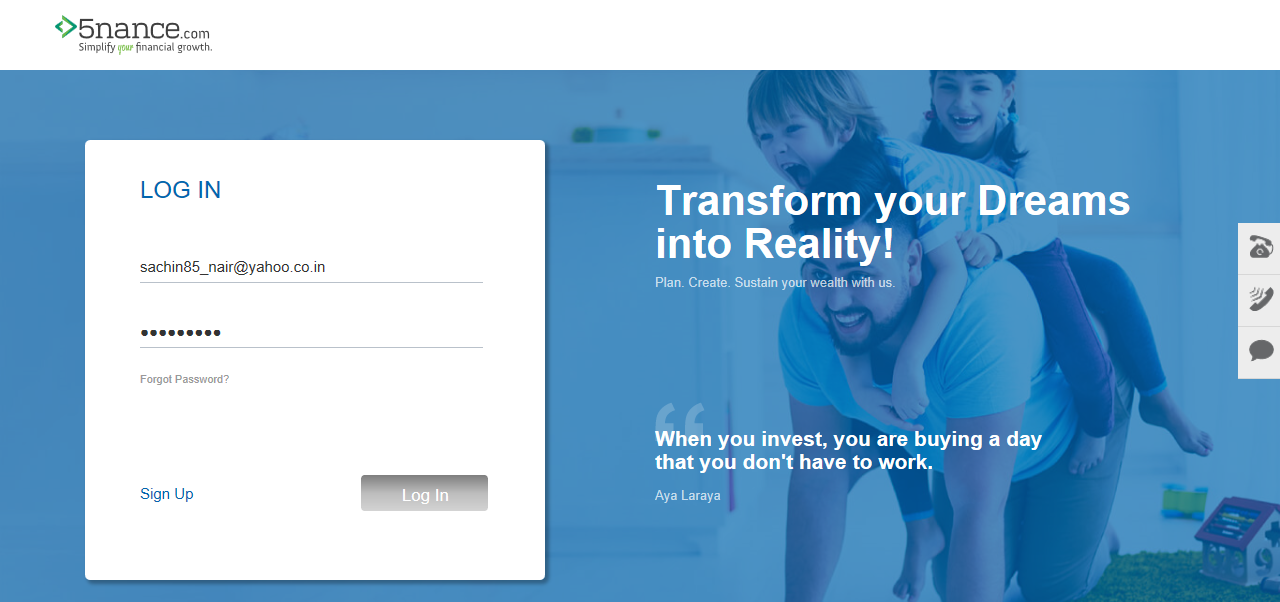 5nance.com
Simplify your financial growth.
LOG IN
sachin85_nair@yahoo.co.in
•••••••••
Forgot Password?
Sign Up
Log In
Transform your Dreams
into Reality!
Plan. Create. Sustain your wealth with us.
“
When you invest, you are buying a day
that you don't have to work.
Aya Laraya